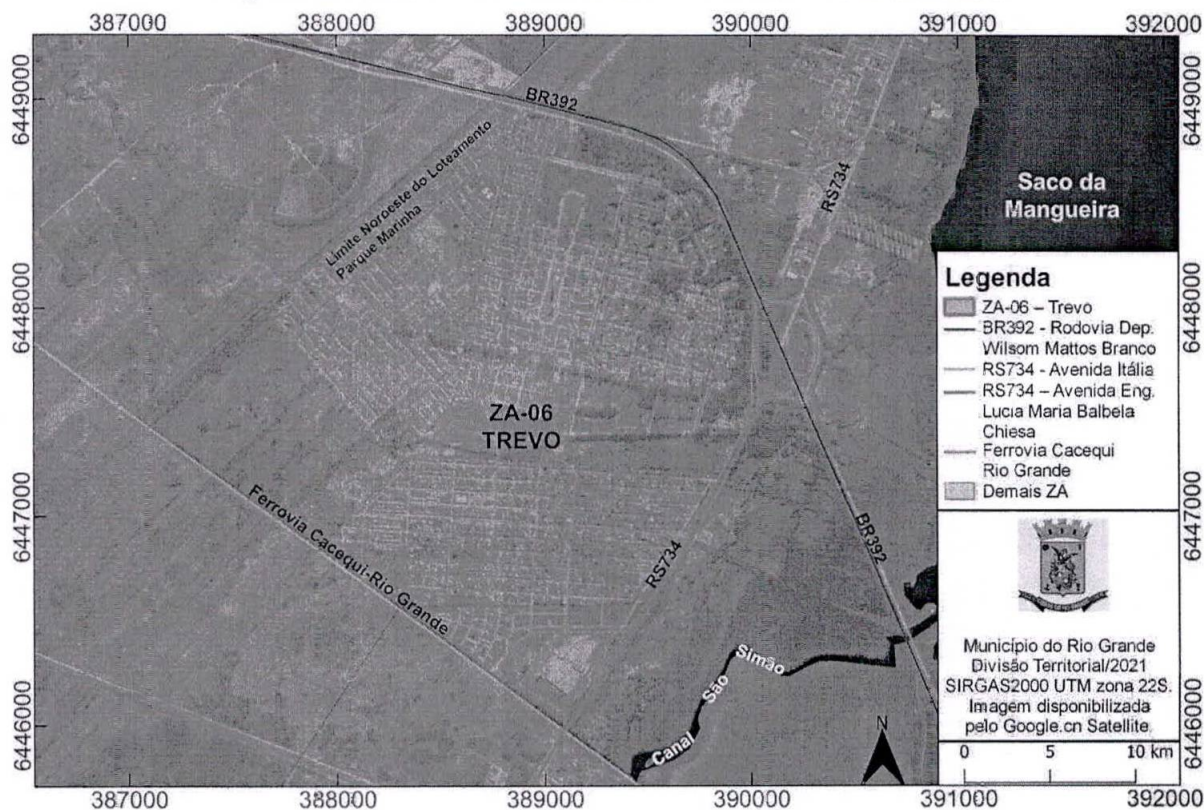 387000 388000 389000 390000 391000 392000
6449000
6448000
6447000
6446000
BR392
Limite Noroeste do Loteamento
Parque Marinha
RS734
Saco da
Mangueira
ZA-06
TREVO
Ferrovia Cacequi-Rio Grande
RS734
BR392
Canal São Simão
N
Legenda
ZA-06 – Trevo
BR392 - Rodovia Dep.
Wilsom Mattos Branco
RS734 - Avenida Itália
RS734 – Avenida Eng.
Lucia Maria Balbela
Chiesa
Ferrovia Cacequi
Rio Grande
Demais ZA
Município do Rio Grande
Divisão Territorial/2021
SIRGAS2000 UTM zona 22S.
Imagem disponibilizada
pelo Google.cn Satellite.
0 5 10 km
6449000
6448000
6447000
6446000
387000 388000 389000 390000 391000 392000